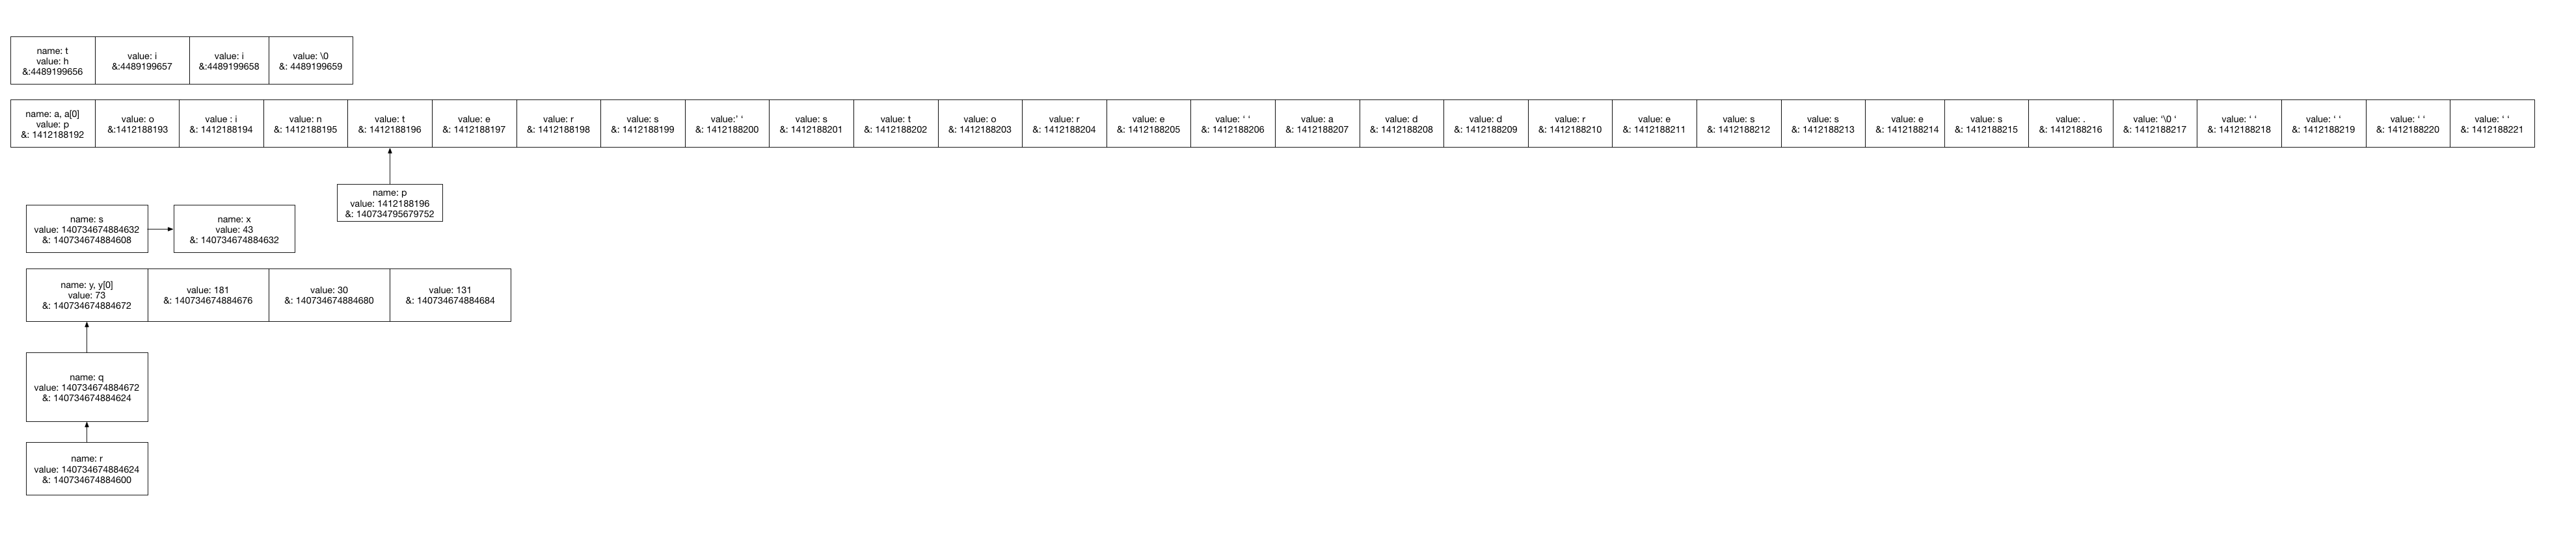 name: t
value: h
&:4489199656
value: i
&:4489199657
value: i
&:4489199658
value: \0
&: 4489199659
name: a, a[0]
value: p
&: 1412188192
value: o
&:1412188193
value : i
&: 1412188194
value: n
&: 1412188195
value: t
&: 1412188196
value: e
&: 1412188197
value: r
&: 1412188198
value: s
&: 1412188199
value:' '
&: 1412188200
value: s
&: 1412188201
value: t
&: 1412188202
value: o
&: 1412188203
value: r
&: 1412188204
value: e
&: 1412188205
value: ' '
&: 1412188206
value: a
&: 1412188207
value: d
&: 1412188208
value: d
&: 1412188209
value: r
&: 1412188210
value: e
&: 1412188211
value: s
&: 1412188212
value: s
&: 1412188213
value: e
&: 1412188214
value: s
&: 1412188215
value: .
&: 1412188216
value: '\0 '
&: 1412188217
value: ' '
&: 1412188218
value: ' '
&: 1412188219
value: ' '
&: 1412188220
value: ' '
&: 1412188221
name: p
value: 1412188196
&: 140734795679752
name: s
value: 140734674884632
&: 140734674884608
name: x
value: 43
&: 140734674884632
name: y, y[0]
value: 73
&: 140734674884672
value: 181
&: 140734674884676
value: 30
&: 140734674884680
value: 131
&: 140734674884684
name: q
value: 140734674884672
&: 140734674884624
name: r
value: 140734674884624
&: 140734674884600